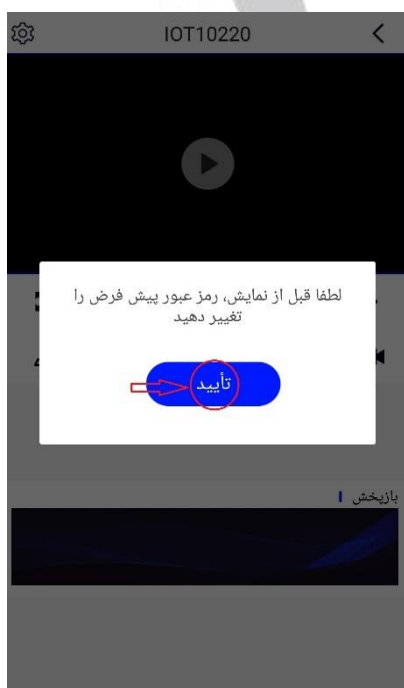 IOT10220
لطفا قبل از نمایش، رمز عبور پیش فرض را
تغییر دهید
تأیید
بازپخش